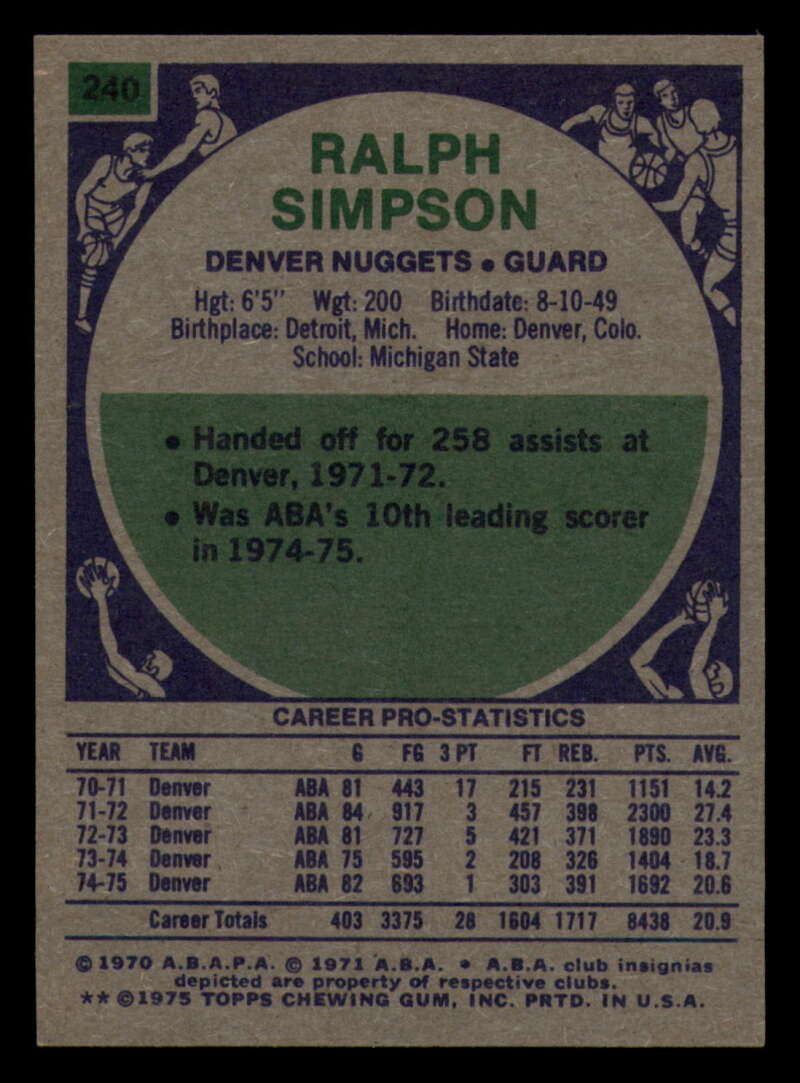 240
RALPH
SIMPSON
DENVER NUGGETS • GUARD
Hgt: 6'5" Wgt: 200 Birthdate: 8-10-49
Birthplace: Detroit, Mich. Home: Denver, Colo.
School: Michigan State
• Handed off for 258 assists at
Denver, 1971-72.
• Was ABA's 10th leading scorer
in 1974-75.
CAREER PRO-STATISTICS
YEAR TEAM G FG 3 PT FT REB. PTS. AVG.
70-71 Denver ABA 81 443 17 215 231 1151 14.2
71-72 Denver ABA 84 917 3 457 398 2300 27.4
72-73 Denver ABA 81 727 5 421 371 1890 23.3
73-74 Denver ABA 75 595 2 208 326 1404 18.7
74-75 Denver ABA 82 693 1 303 391 1692 20.6
Career Totals 403 3375 28 1604 1717 8438 20.9
© 1970 A.B.A.P.A. © 1971 A.B.A. • A.B.A. club insignias
depicted are property of respective clubs.
** © 1975 TOPPS CHEWING GUM, INC. PRTD. IN U.S.A.